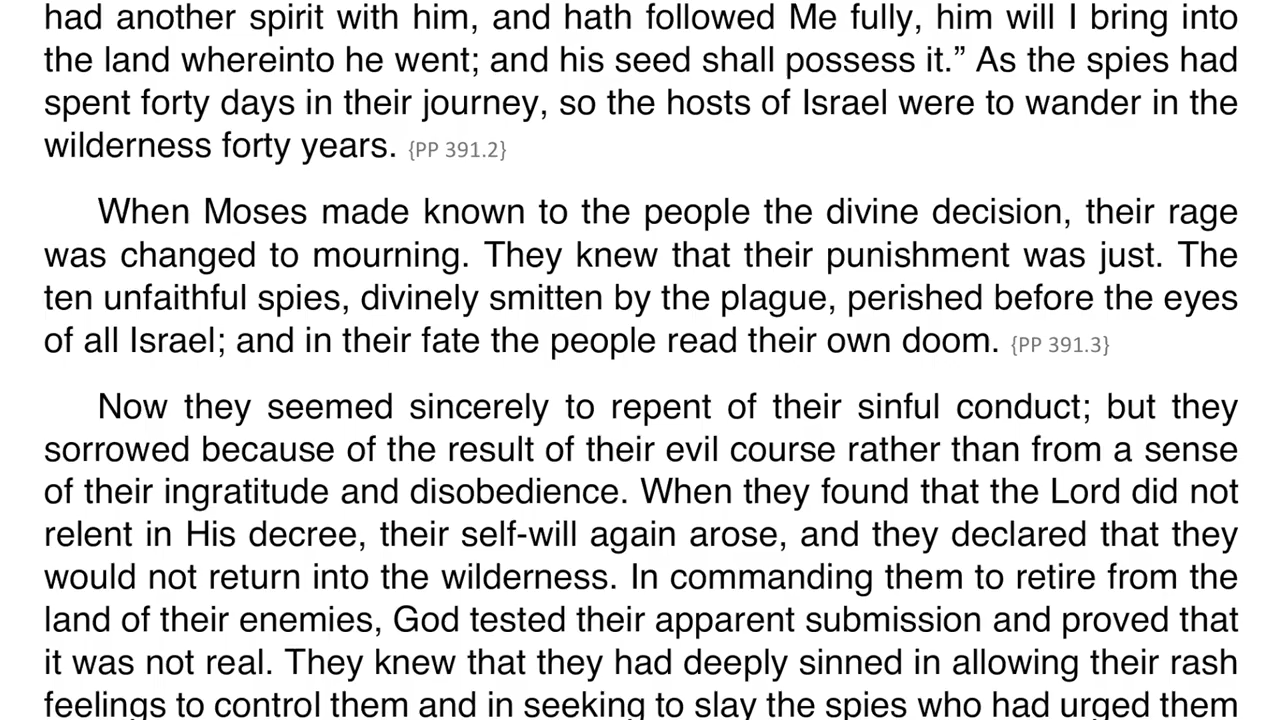 had another spirit with him, and hath followed Me fully, him will I bring into
the land whereinto he went; and his seed shall possess it.” As the spies had
spent forty days in their journey, so the hosts of Israel were to wander in the
wilderness forty years. {PP 391.2}
When Moses made known to the people the divine decision, their rage
was changed to mourning. They knew that their punishment was just. The
ten unfaithful spies, divinely smitten by the plague, perished before the eyes
of all Israel; and in their fate the people read their own doom. {PP 391.3}
Now they seemed sincerely to repent of their sinful conduct; but they
sorrowed because of the result of their evil course rather than from a sense
of their ingratitude and disobedience. When they found that the Lord did not
relent in His decree, their self-will again arose, and they declared that they
would not return into the wilderness. In commanding them to retire from the
land of their enemies, God tested their apparent submission and proved that
it was not real. They knew that they had deeply sinned in allowing their rash
feelings to control them and in seeking to slay the spies who had urged them